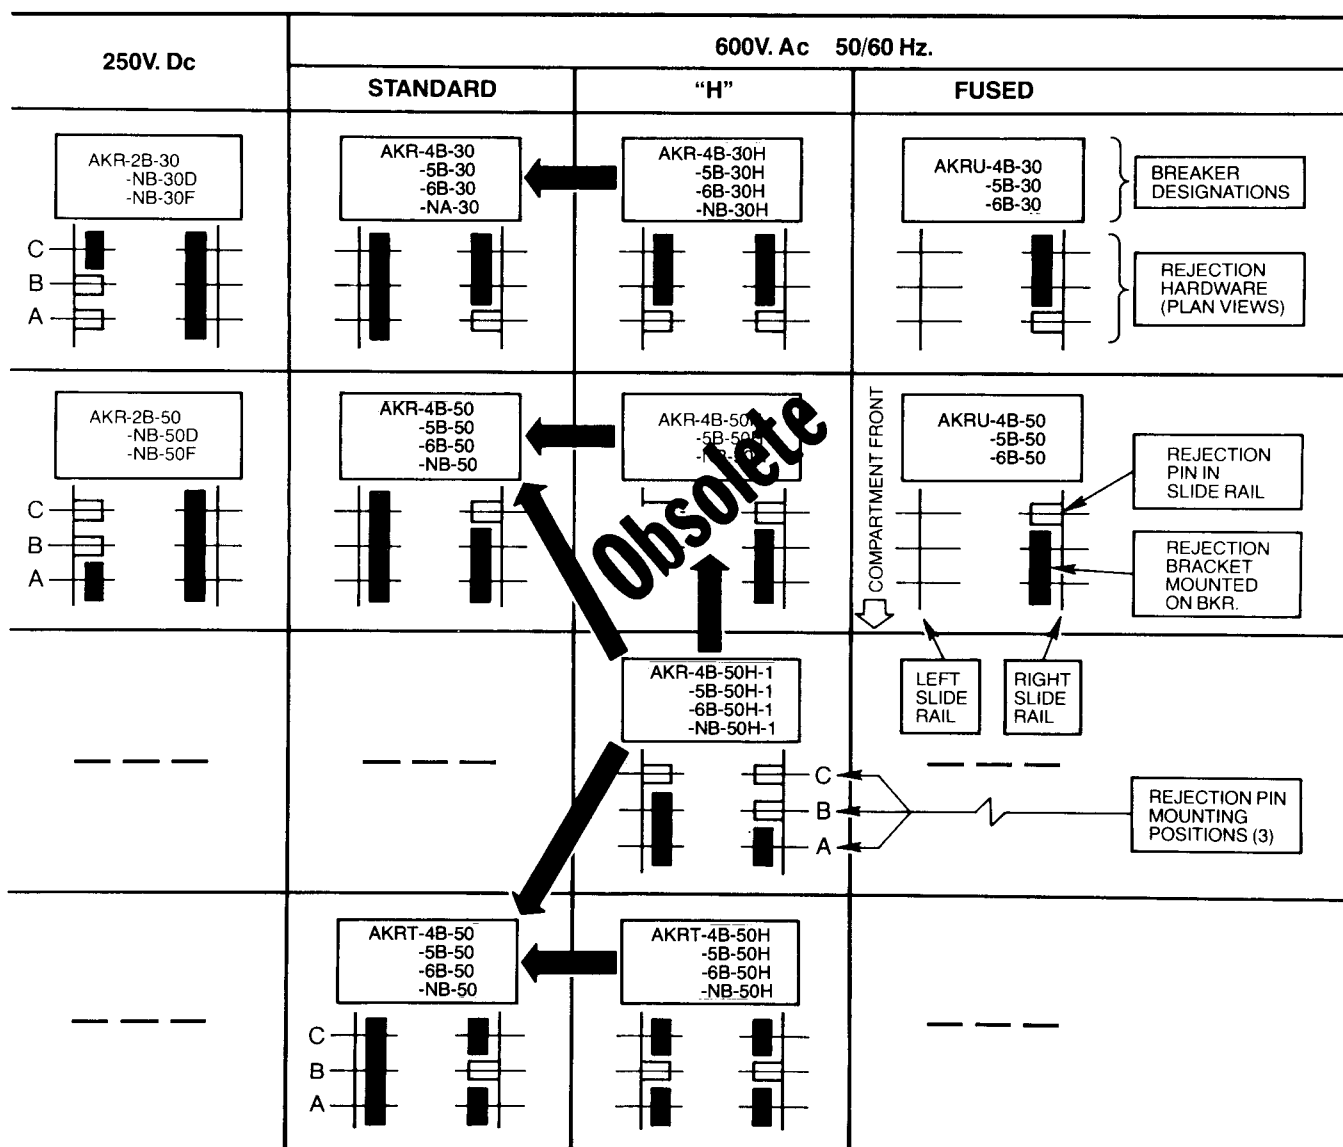 250V. Dc
600V. Ac 50/60 Hz.
STANDARD
"H"
FUSED
AKR-2B-30
-NB-30D
-NB-30F
AKR-4B-30
-5B-30
-6B-30
-NA-30
AKR-4B-30H
-5B-30H
-6B-30H
-NB-30H
AKRU-4B-30
-5B-30
-6B-30
BREAKER
DESIGNATIONS
C
B
A
REJECTION
HARDWARE
(PLAN VIEWS)
AKR-2B-50
-NB-50D
-NB-50F
AKR-4B-50
-5B-50
-6B-50
-NB-50
AKR-4B-50H
-5B-50H
Obsolete
COMPARTMENT FRONT
AKRU-4B-50
-5B-50
-6B-50
REJECTION
PIN IN
SLIDE RAIL
C
B
A
REJECTION
BRACKET
MOUNTED
ON BKR.
AKR-4B-50H-1
-5B-50H-1
-6B-50H-1
-NB-50H-1
LEFT
SLIDE
RAIL
RIGHT
SLIDE
RAIL
C
B
A
REJECTION PIN
MOUNTING
POSITIONS (3)
AKRT-4B-50
-5B-50
-6B-50
-NB-50
AKRT-4B-50H
-5B-50H
-6B-50H
-NB-50H
C
B
A